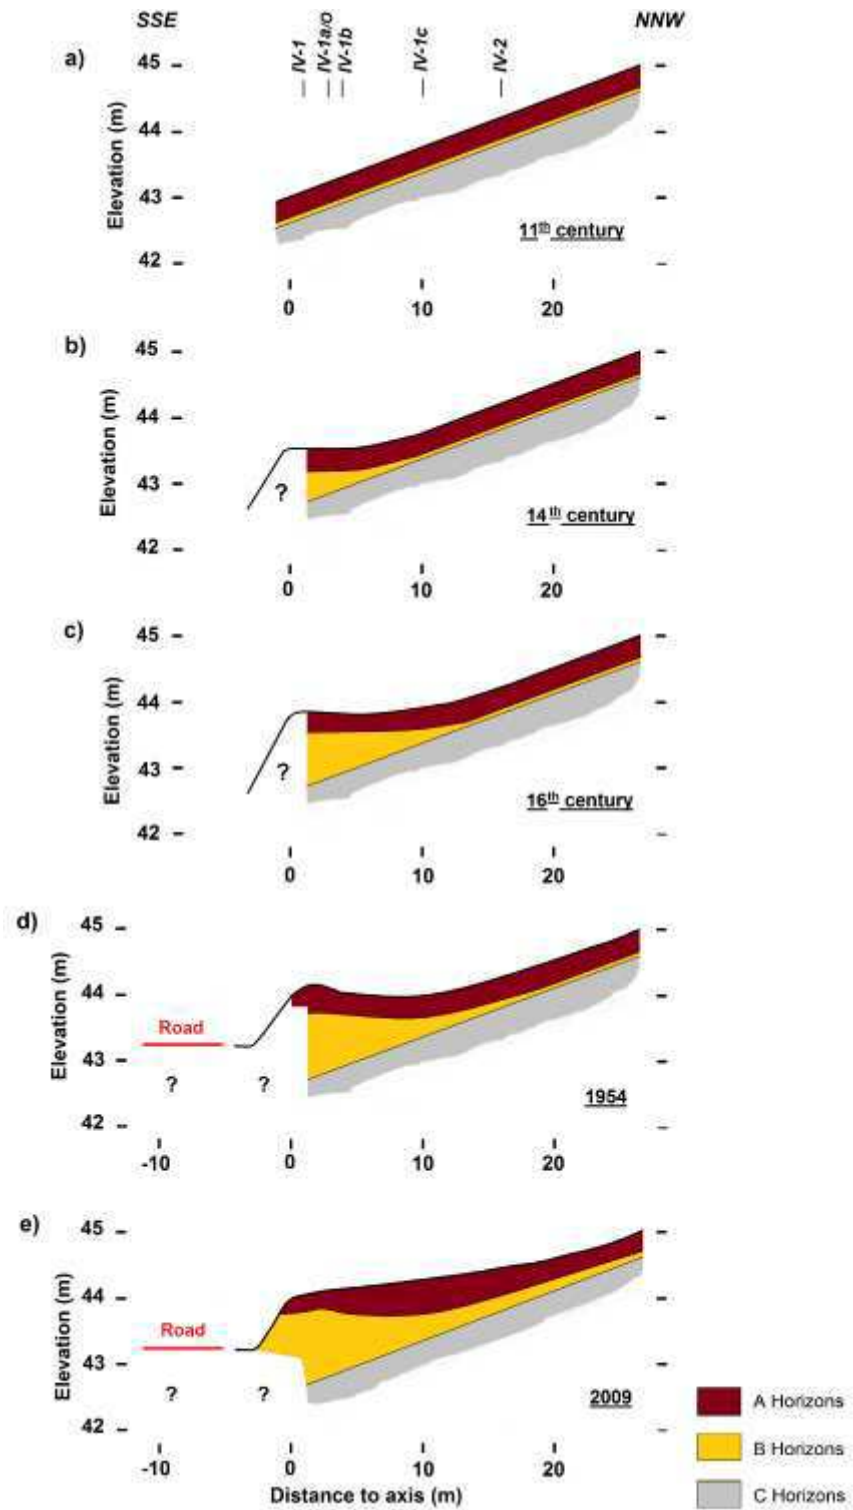 SSE NNW
IV-1
IV-1a/O
IV-1b
IV-1c
IV-2
a)
Elevation (m)
45
44
43
42
11th century
0 10 20
b)
Elevation (m)
45
44
43
42
?
14th century
0 10 20
c)
Elevation (m)
45
44
43
42
?
16th century
0 10 20
d)
Elevation (m)
45
44
43
42
Road
? ?
1954
-10 0 10 20
e)
Elevation (m)
45
44
43
42
Road
? ?
2009
-10 0 10 20
Distance to axis (m)
A Horizons
B Horizons
C Horizons